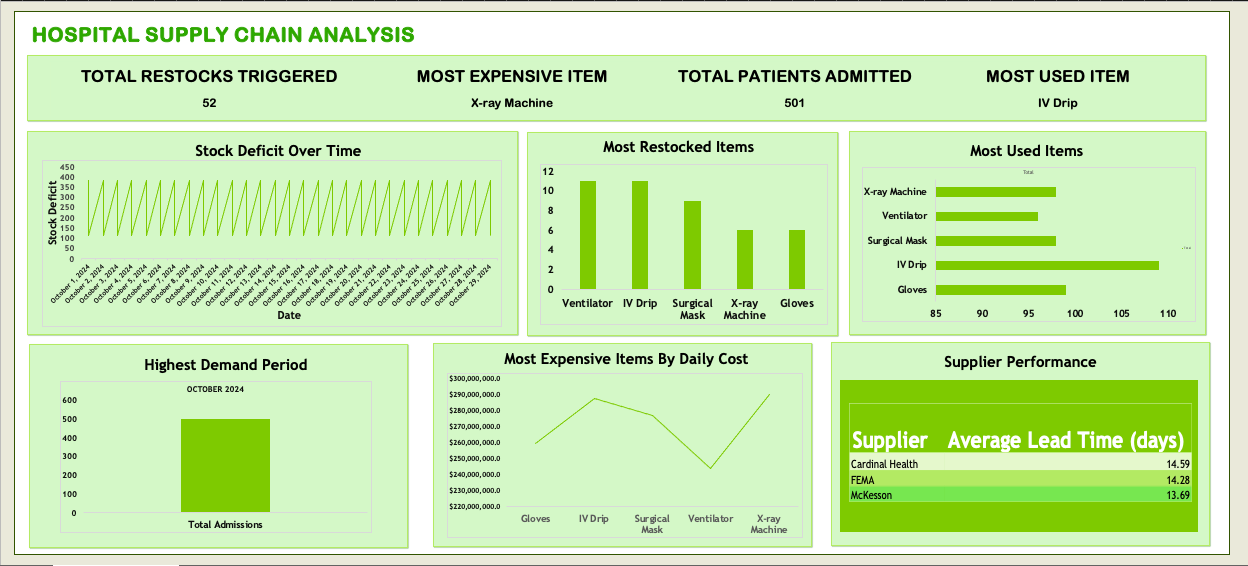 HOSPITAL SUPPLY CHAIN ANALYSIS
TOTAL RESTOCKS TRIGGERED
52
MOST EXPENSIVE ITEM
X-ray Machine
TOTAL PATIENTS ADMITTED
501
MOST USED ITEM
IV Drip
Stock Deficit Over Time
Stock Deficit
450
400
350
300
250
200
150
100
50
0
October 1, 2024
October 2, 2024
October 3, 2024
October 4, 2024
October 5, 2024
October 6, 2024
October 7, 2024
October 8, 2024
October 9, 2024
October 10, 2024
October 11, 2024
October 12, 2024
October 13, 2024
October 14, 2024
October 15, 2024
October 16, 2024
October 17, 2024
October 18, 2024
October 19, 2024
October 20, 2024
October 21, 2024
October 22, 2024
October 23, 2024
October 24, 2024
October 25, 2024
October 26, 2024
October 27, 2024
October 28, 2024
October 29, 2024
Date
Most Restocked Items
12
10
8
6
4
2
0
Ventilator
IV Drip
Surgical
Mask
X-ray
Machine
Gloves
Most Used Items
Total
X-ray Machine
Ventilator
Surgical Mask
IV Drip
Gloves
85 90 95 100 105 110
Highest Demand Period
OCTOBER 2024
600
500
400
300
200
100
0
Total Admissions
Most Expensive Items By Daily Cost
$300,000,000.0
$290,000,000.0
$280,000,000.0
$270,000,000.0
$260,000,000.0
$250,000,000.0
$240,000,000.0
$230,000,000.0
$220,000,000.0
Gloves
IV Drip
Surgical
Mask
Ventilator
X-ray
Machine
Supplier Performance
Supplier Average Lead Time (days)
Cardinal Health 14.59
FEMA 14.28
McKesson 13.69